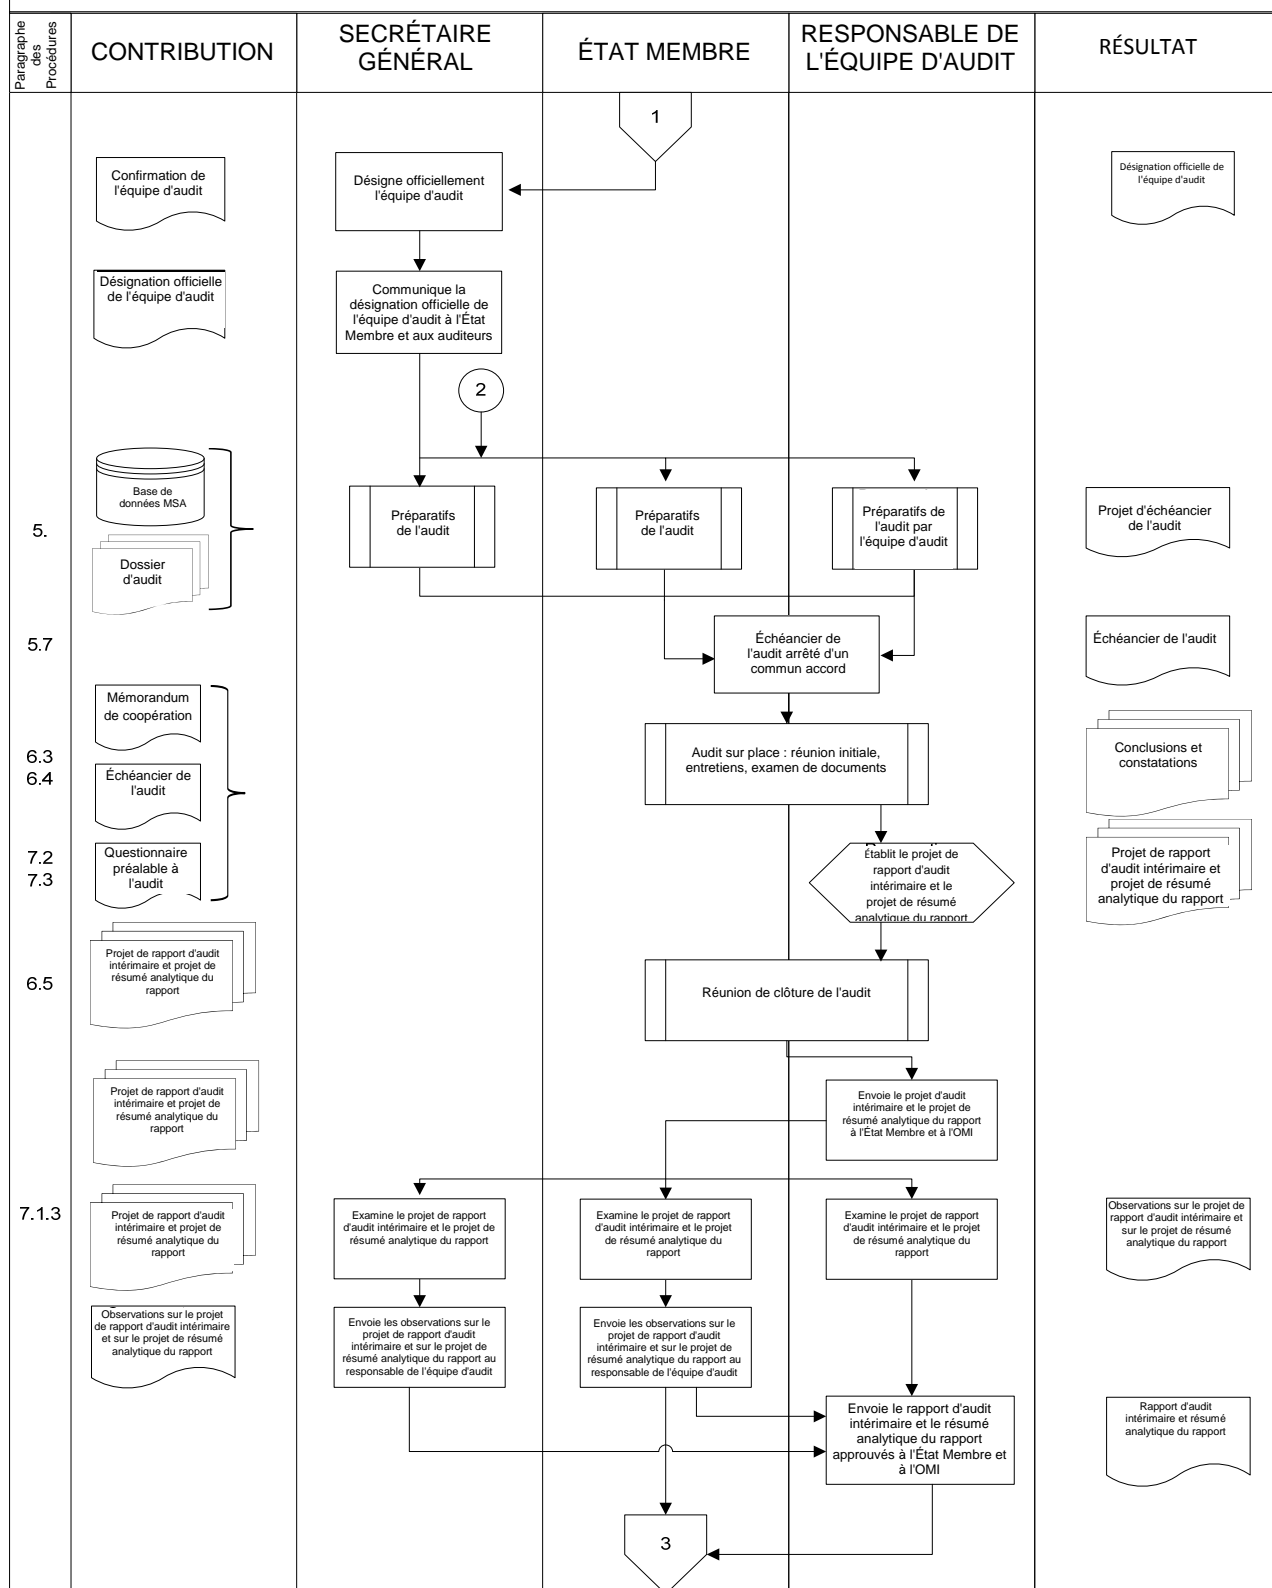 Paragraphe
des
Procédures
CONTRIBUTION
SECRÉTAIRE
GÉNÉRAL
ÉTAT MEMBRE
RESPONSABLE DE
L'ÉQUIPE D'AUDIT
RÉSULTAT
1
Confirmation de
l'équipe d'audit
Désigne officiellement
l'équipe d'audit
Désignation officielle de
l'équipe d'audit
Désignation officielle
de l'équipe d'audit
Communique la
désignation officielle de
l'équipe d'audit à l'État
Membre et aux auditeurs
2
5.
Base de
données MSA
Dossier
d'audit
Préparatifs
de l'audit
Préparatifs
de l'audit
Préparatifs de
l'audit par
l'équipe d'audit
Projet d'échéancier
de l'audit
5.7
Échéancier de
l'audit arrêté d'un
commun accord
Échéancier de l'audit
6.3
6.4
Mémorandum
de coopération
Échéancier de
l'audit
Audit sur place : réunion initiale,
entretiens, examen de documents
Conclusions et
constatations
7.2
7.3
Questionnaire
préalable à
l'audit
Établit le projet de
rapport d'audit
intérimaire et le
projet de résumé
analytique du rapport
Projet de rapport
d'audit intérimaire et
projet de résumé
analytique du rapport
6.5
Projet de rapport d'audit
intérimaire et projet de
résumé analytique du
rapport
Réunion de clôture de l'audit
Projet de rapport d'audit
intérimaire et projet de
résumé analytique du
rapport
Envoie le projet d'audit
intérimaire et le projet de
résumé analytique du rapport
à l'État Membre et à l'OMI
7.1.3
Projet de rapport d'audit
intérimaire et projet de
résumé analytique du
rapport
Examine le projet de rapport
d'audit intérimaire et le projet de
résumé analytique du rapport
Examine le projet de rapport
d'audit intérimaire et le projet
de résumé analytique du
rapport
Examine le projet de rapport
d'audit intérimaire et le projet
de résumé analytique du
rapport
Observations sur le projet de
rapport d'audit intérimaire et
sur le projet de résumé
analytique du rapport
Observations sur le projet
de rapport d'audit intérimaire
et sur le projet de résumé
analytique du rapport
Envoie les observations sur le
projet de rapport d'audit
intérimaire et sur le projet de
résumé analytique du rapport au
responsable de l'équipe d'audit
Envoie les observations sur le
projet de rapport d'audit
intérimaire et sur le projet de
résumé analytique du rapport au
responsable de l'équipe d'audit
Envoie le rapport d'audit
intérimaire et le résumé
analytique du rapport
approuvés à l'État Membre et
à l'OMI
Rapport d'audit
intérimaire et résumé
analytique du rapport
3